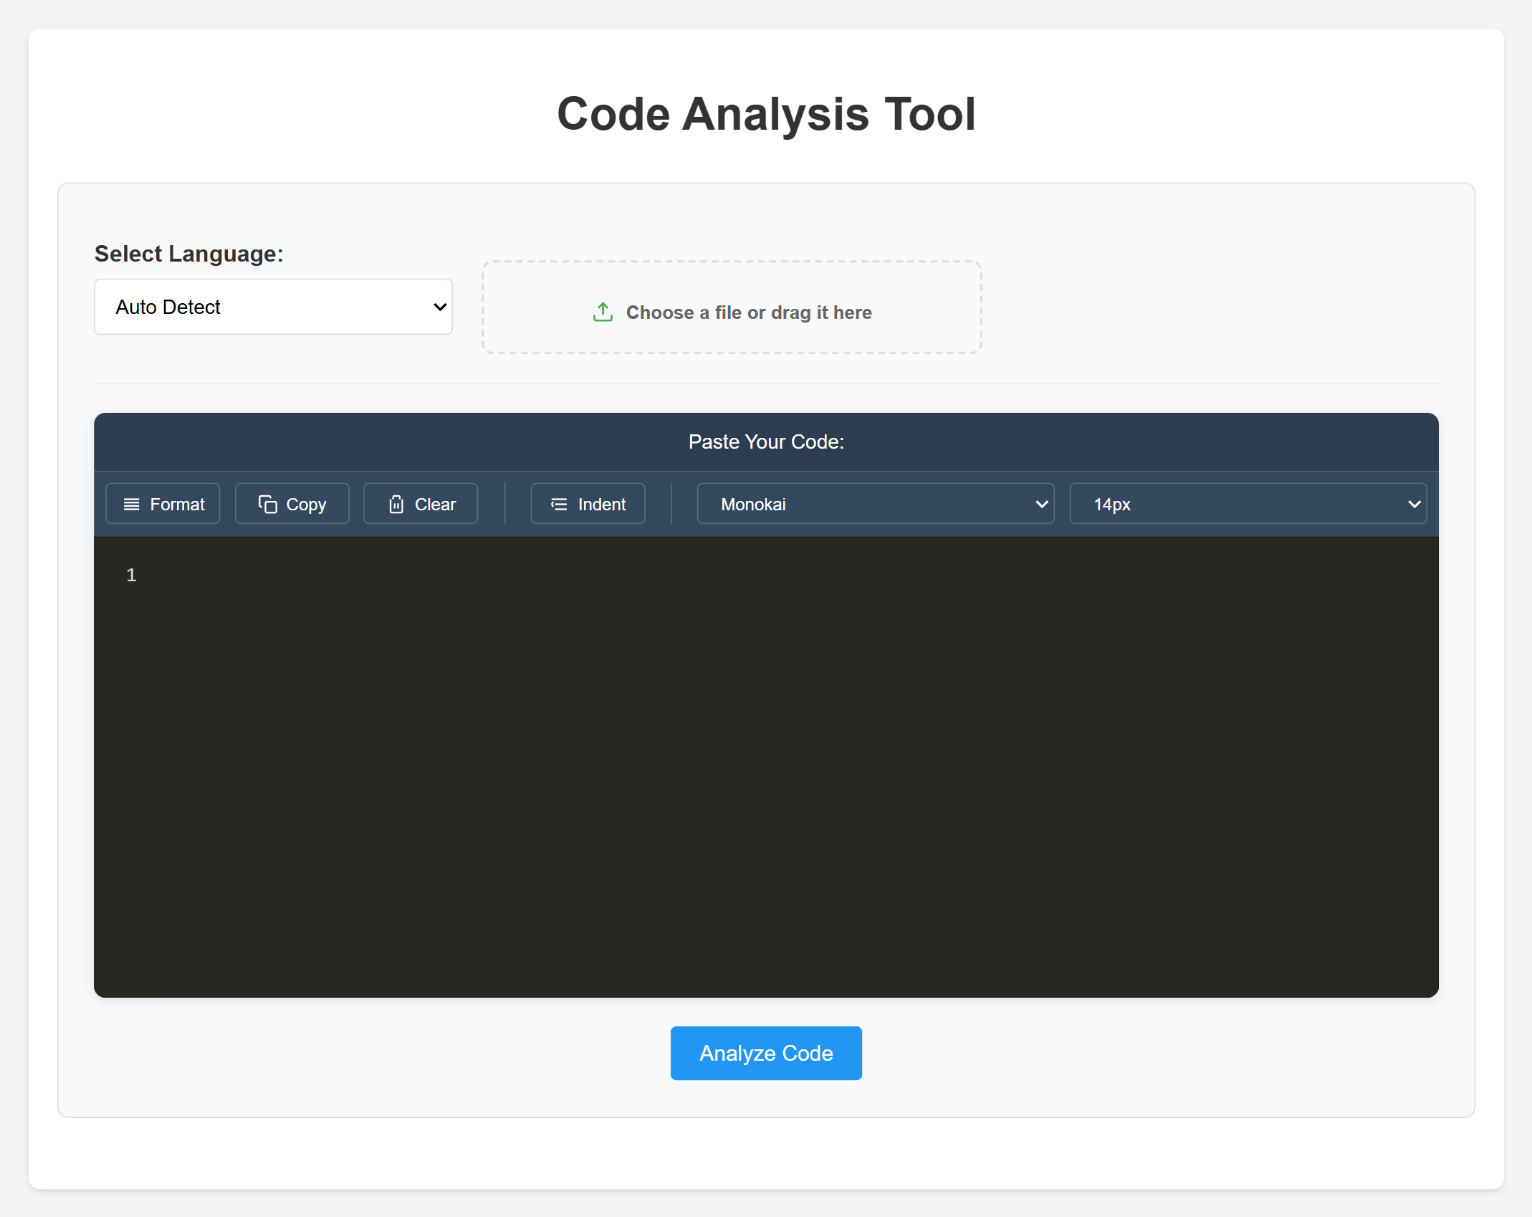 Code Analysis Tool
Select Language:
Auto Detect
Choose a file or drag it here
Paste Your Code:
Format Copy Clear Indent Monokai 14px
1
Analyze Code